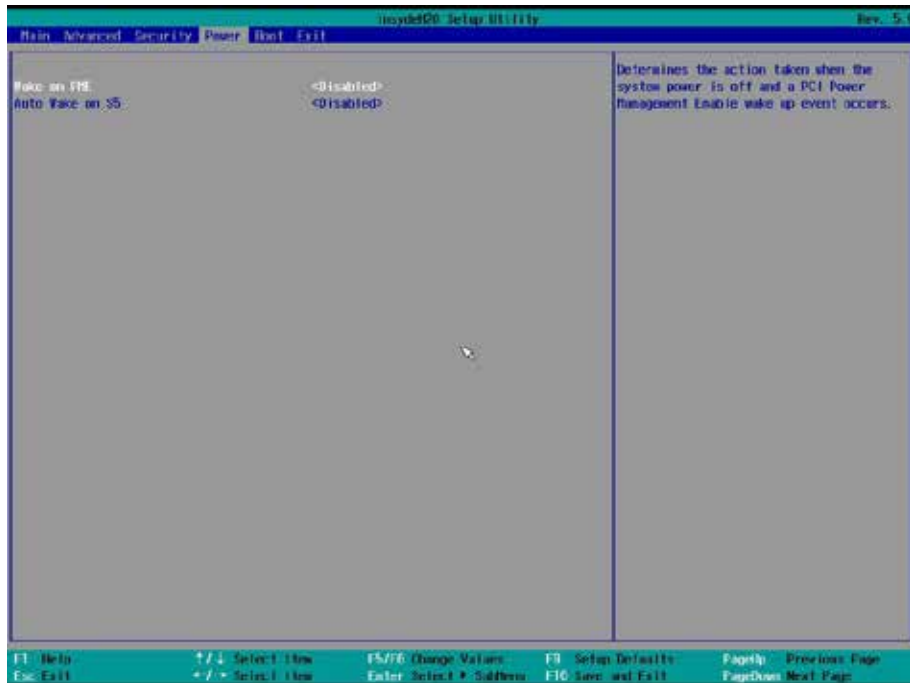 InsydeH20 Setup Utility Rev. 5.
Main Advanced Security Power Boot Exit
Wake on PME <Disabled>
Auto Wake on S5 <Disabled>
Determines the action taken when the
system power is off and a PCI Power
Management Enable wake up event occurs.
F1 Help ↑/↓ Select Item F5/F6 Change Values F9 Setup Defaults PageUp Previous Page
Esc Exit ←/→ Select Item Enter Select ▶ SubMenu F10 Save and Exit PageDown Next Page